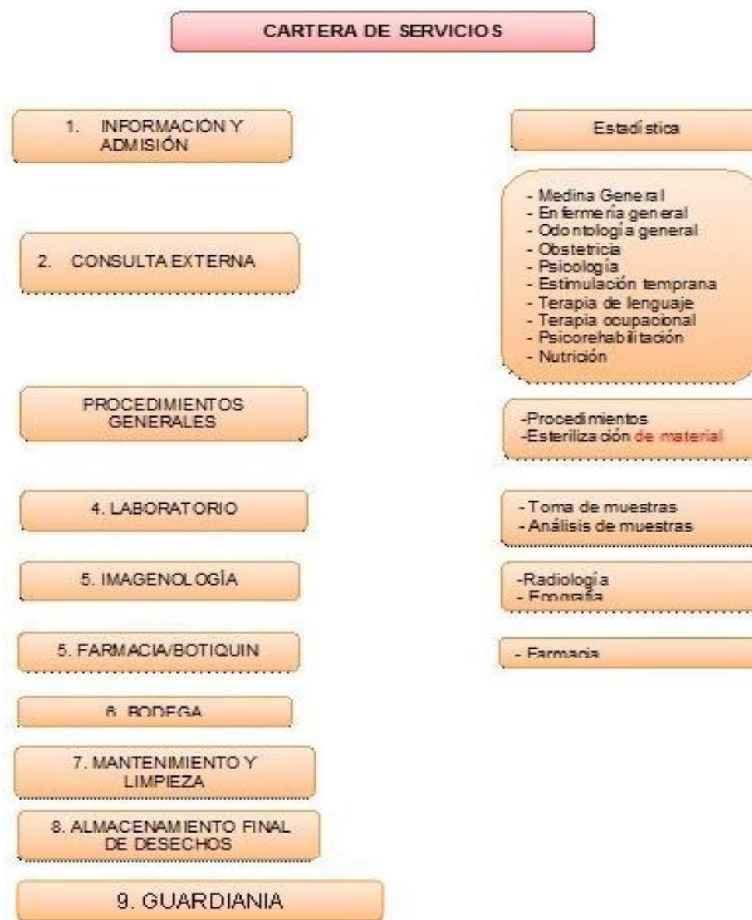 CARTERA DE SERVICIOS
1. INFORMACIÓN Y
ADMISIÓN
Estadística
2. CONSULTA EXTERNA
- Medina General
- Enfermería general
- Odontología general
- Obstetricia
- Psicología
- Estimulación temprana
- Terapia de lenguaje
- Terapia ocupacional
- Psicorehabilitación
- Nutrición
PROCEDIMIENTOS
GENERALES
-Procedimientos
-Esterilización de material
4. LABORATORIO
- Toma de muestras
- Análisis de muestras
5. IMAGENOLOGÍA
-Radiología
- Ecografía
5. FARMACIA/BOTIQUIN
- Farmacia
6. BODEGA
7. MANTENIMIENTO Y
LIMPIEZA
8. ALMACENAMIENTO FINAL
DE DESECHOS
9. GUARDIANIA